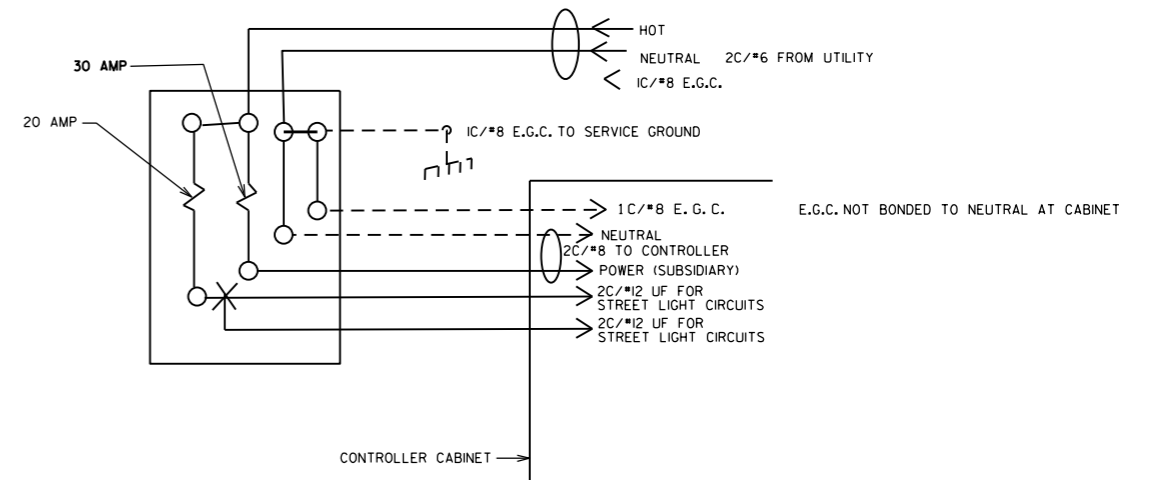 HOT
NEUTRAL 2C/#6 FROM UTILITY
1C/#8 E.G.C.
30 AMP
20 AMP
1C/#8 E.G.C. TO SERVICE GROUND
1C/#8 E.G.C.
E.G.C. NOT BONDED TO NEUTRAL AT CABINET
NEUTRAL
2C/#8 TO CONTROLLER
POWER (SUBSIDIARY)
2C/#12 UF FOR
STREET LIGHT CIRCUITS
2C/#12 UF FOR
STREET LIGHT CIRCUITS
CONTROLLER CABINET